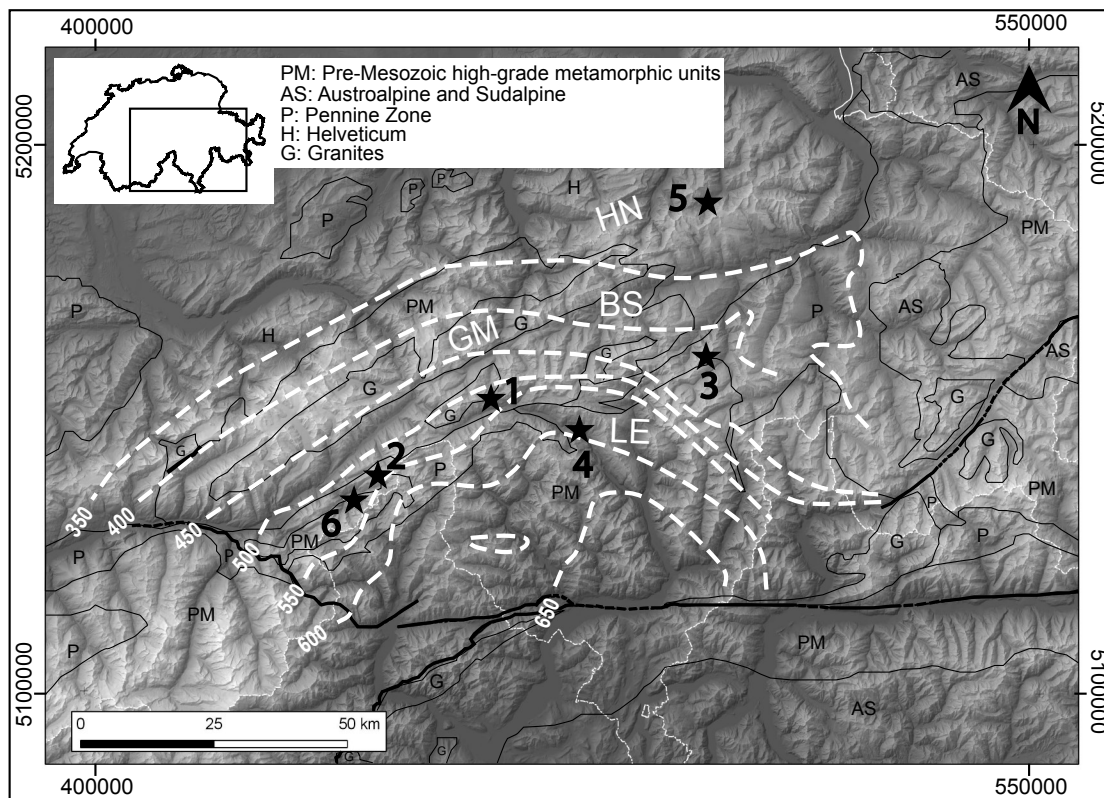 400000
550000
PM: Pre-Mesozoic high-grade metamorphic units
AS: Austroalpine and Sudalpine
P: Pennine Zone
H: Helveticum
G: Granites
AS
N
5200000
5200000
P
P
P
H
HN
5
PM
P
PM
BS
P
AS
H
GM
G
G
AS
3
G
1
G
G
LE
G
2
4
P
G
PM
6
PM
350
400
450
500
550
600
650
P
PM
P
G
P
P
PM
P
PM
5100000
5100000
G
AS
0
25
50 km
G
G
400000
550000